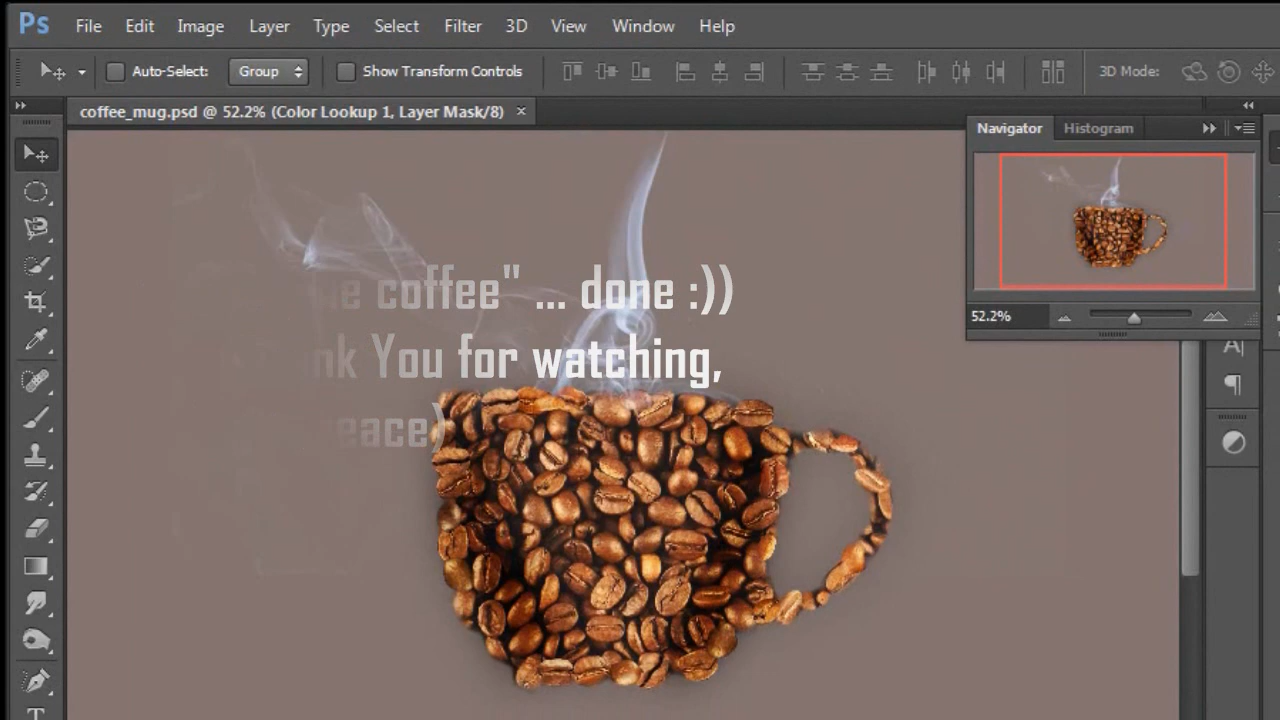 Ps File Edit Image Layer Type Select Filter 3D View Window Help
Auto-Select: Group Show Transform Controls 3D Mode:
coffee_mug.psd @ 52.2% (Color Lookup 1, Layer Mask/8) ×
Navigator Histogram
coffee" ... done :))
You for watching,
52.2%